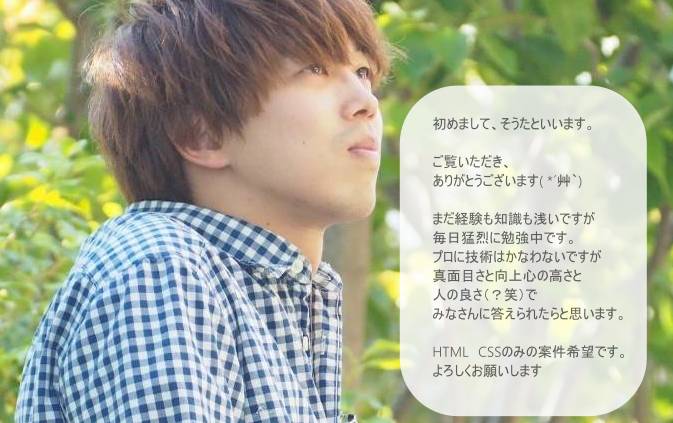 初めまして、そうたといいます。
ご覧いただき、
ありがとうございます( *´艸`)
まだ経験も知識も浅いですが
毎日猛烈に勉強中です。
プロに技術はかなわないですが
真面目さと向上心の高さと
人の良さ(？笑)で
みなさんに答えられたらと思います。
HTML　CSSのみの案件希望です。
よろしくお願いします